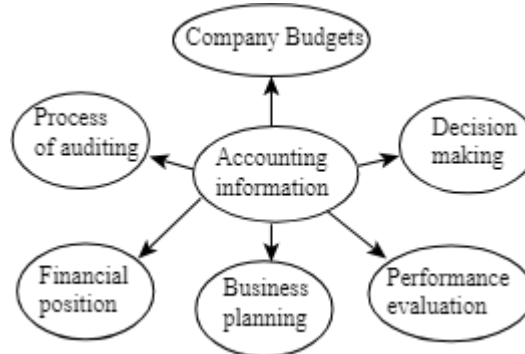 Company Budgets
Process
of auditing
Decision
making
Accounting
information
Financial
position
Business
planning
Performance
evaluation